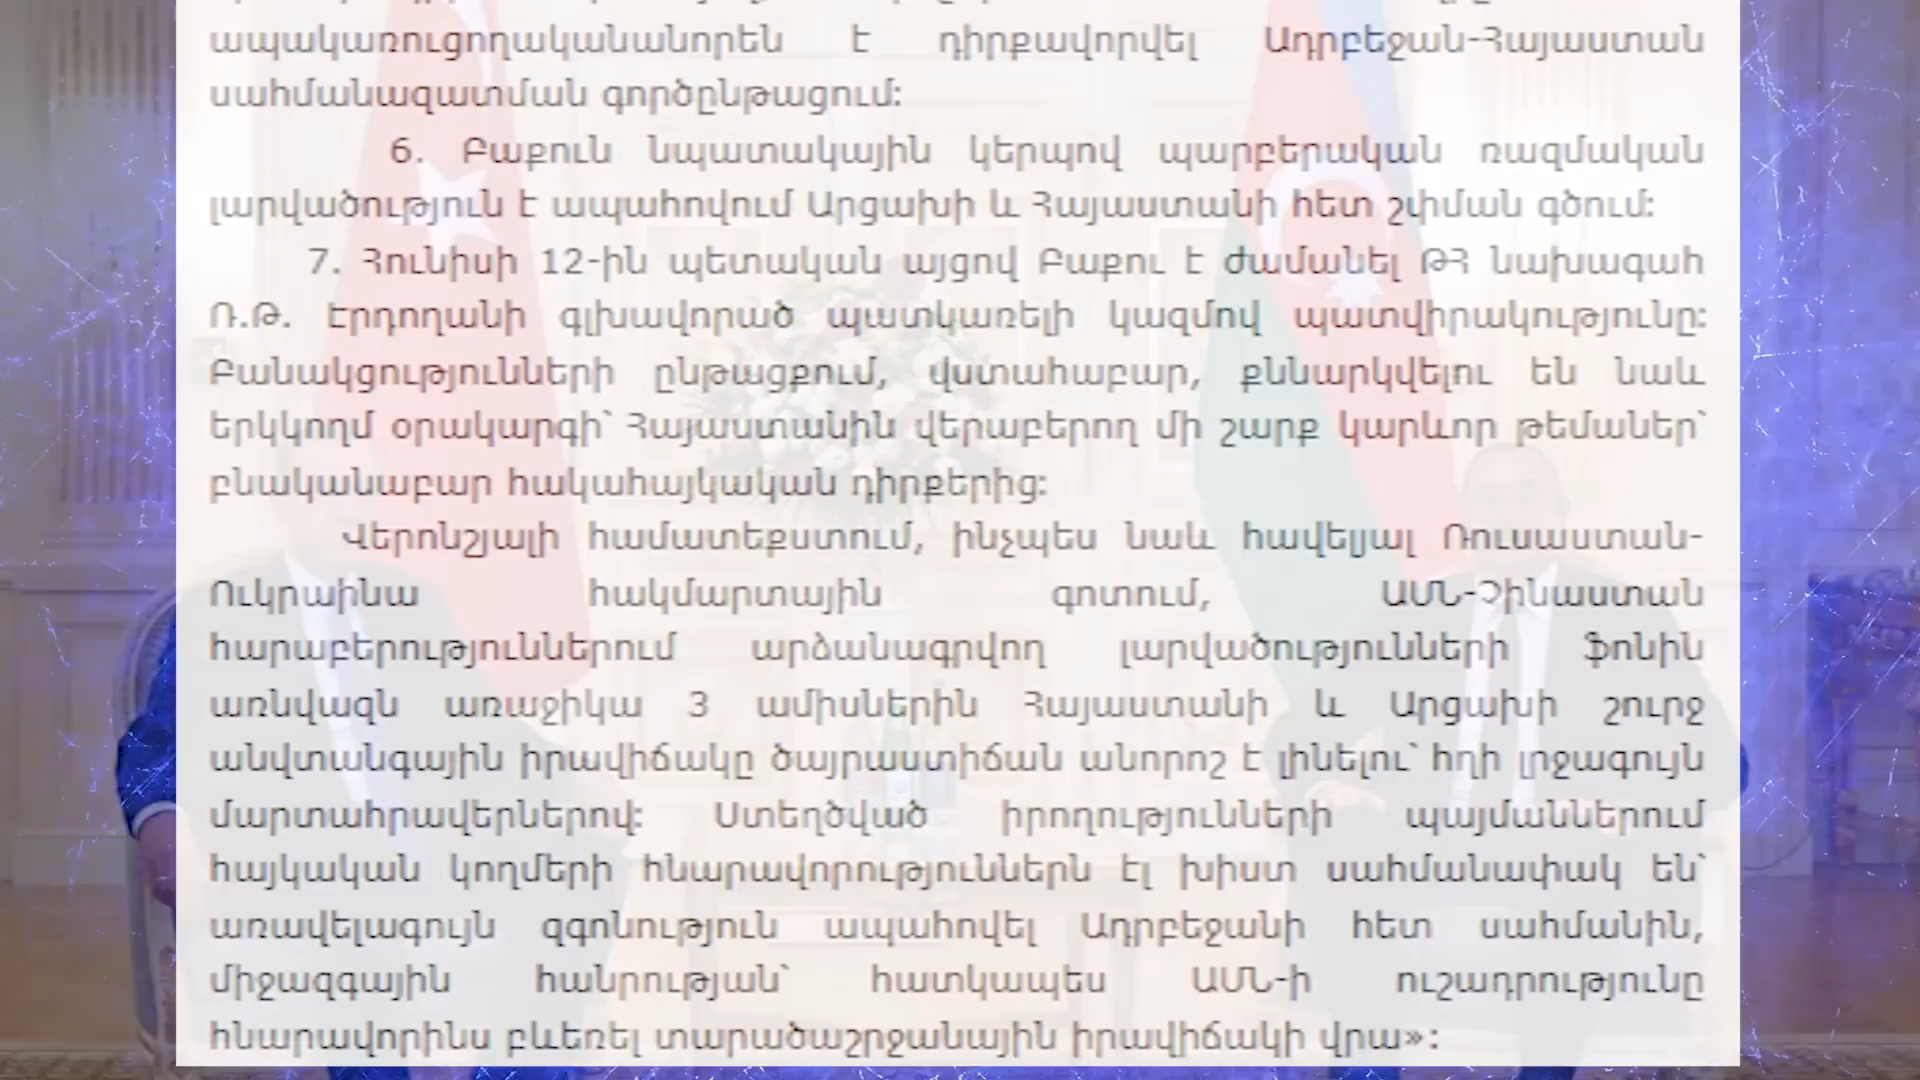 ապակառուցողականանորեն է դիրքավորվել Ադրբեջան-Հայաստան
սահմանազատման գործընթացում:
6. Բաքուն նպատակային կերպով պարբերական ռազմական
լարվածություն է ապահովում Արցախի և Հայաստանի հետ շփման գծում:
7. Հունիսի 12-ին պետական այցով Բաքու է ժամանել ԹՀ նախագահ
Ռ.Թ. Էրդողանի գլխավորած պատկառելի կազմով պատվիրակությունը:
Բանակցությունների ընթացքում, վստահաբար, քննարկվելու են նաև
երկկողմ օրակարգի՝ Հայաստանին վերաբերող մի շարք կարևոր թեմաներ՝
բնականաբար հակահայկական դիրքերից:
Վերոնշյալի համատեքստում, ինչպես նաև հավելյալ Ռուսաստան-
Ուկրաինա հակմարտային գոտում, ԱՄՆ-Չինաստան
հարաբերություններում արձանագրվող լարվածությունների ֆոնին
առնվազն առաջիկա 3 ամիսներին Հայաստանի և Արցախի շուրջ
անվտանգային իրավիճակը ծայրաստիճան անորոշ է լինելու՝ հղի լրջագույն
մարտահրավերներով: Ստեղծված իրողությունների պայմաններում
հայկական կողմերի հնարավորություններն էլ խիստ սահմանափակ են՝
առավելագույն զգոնություն ապահովել Ադրբեջանի հետ սահմանին,
միջազգային հանրության՝ հատկապես ԱՄՆ-ի ուշադրությունը
հնարավորինս բևեռել տարածաշրջանային իրավիճակի վրա»: